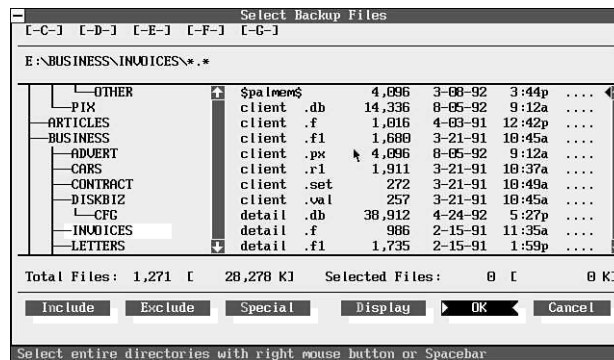 Select Backup Files
[-C-] [-D-] [-E-] [-F-] [-G-]
E:\BUSINESS\INVOICES\*.*
OTHER $palmem$ 4,096 3-08-92 3:44p ....
PIX client .db 14,336 8-05-92 9:12a ....
ARTICLES client .f 1,016 4-03-91 12:42p ....
BUSINESS client .f1 1,680 3-21-91 10:45a ....
ADVERT client .px 4,096 8-05-92 9:12a ....
CARS client .r1 1,911 3-21-91 10:37a ....
CONTRACT client .set 272 3-21-91 10:49a ....
DISKBIZ client .val 257 3-21-91 10:45a ....
CFG detail .db 38,912 4-24-92 5:27p ....
INVOICES detail .f 986 2-15-91 11:35a ....
LETTERS detail .f1 1,735 2-15-91 1:59p ....
Total Files: 1,271 [ 28,278 K] Selected Files: 0 [ 0 K]
Include Exclude Special Display OK Cancel
Select entire directories with right mouse button or Spacebar